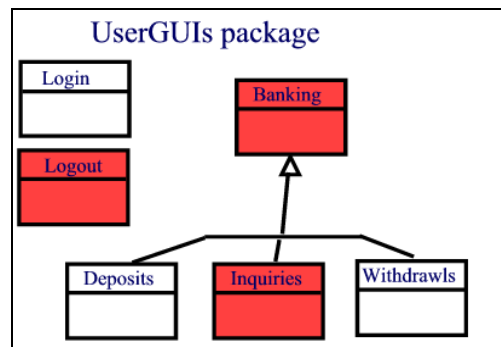 UserGUIs package
Login
Banking
Logout
Deposits
Inquiries
Withdrawls